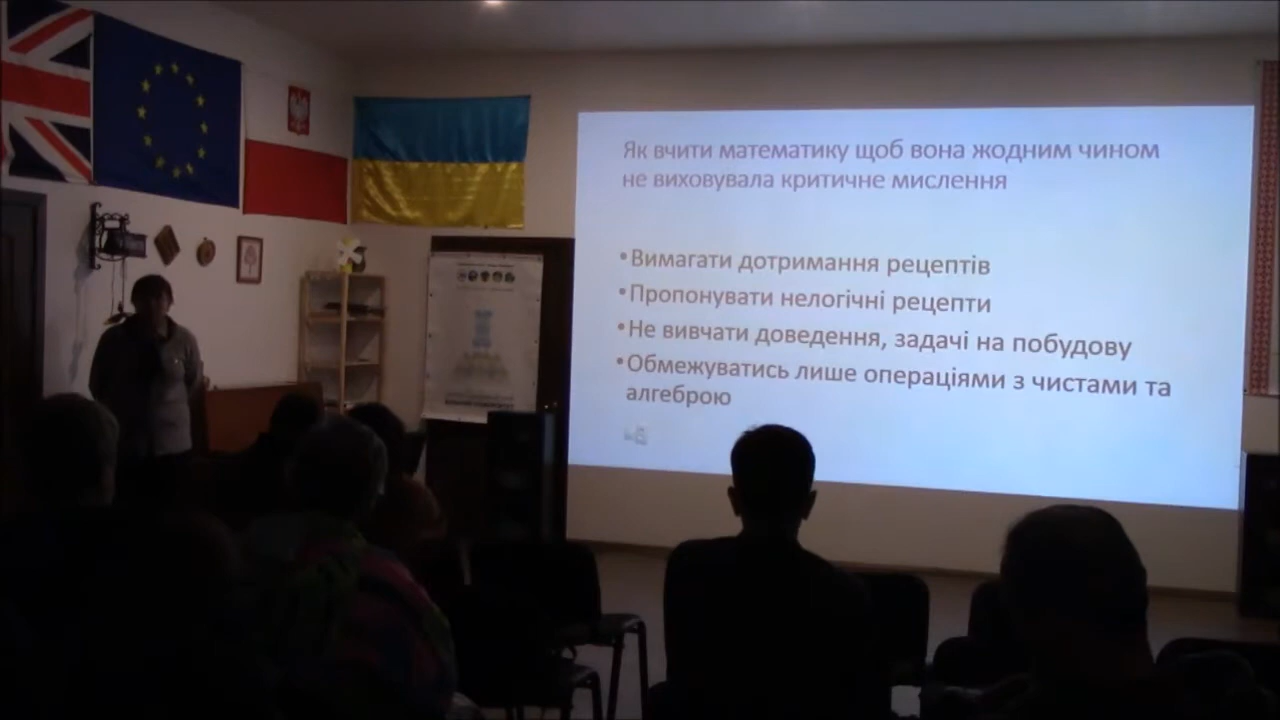 Як вчити математику щоб вона жодним чином
не виховувала критичне мислення
•Вимагати дотримання рецептів
•Пропонувати нелогічні рецепти
•Не вивчати доведення, задачі на побудову
•Обмежуватись лише операціями з чистами та
алгеброю